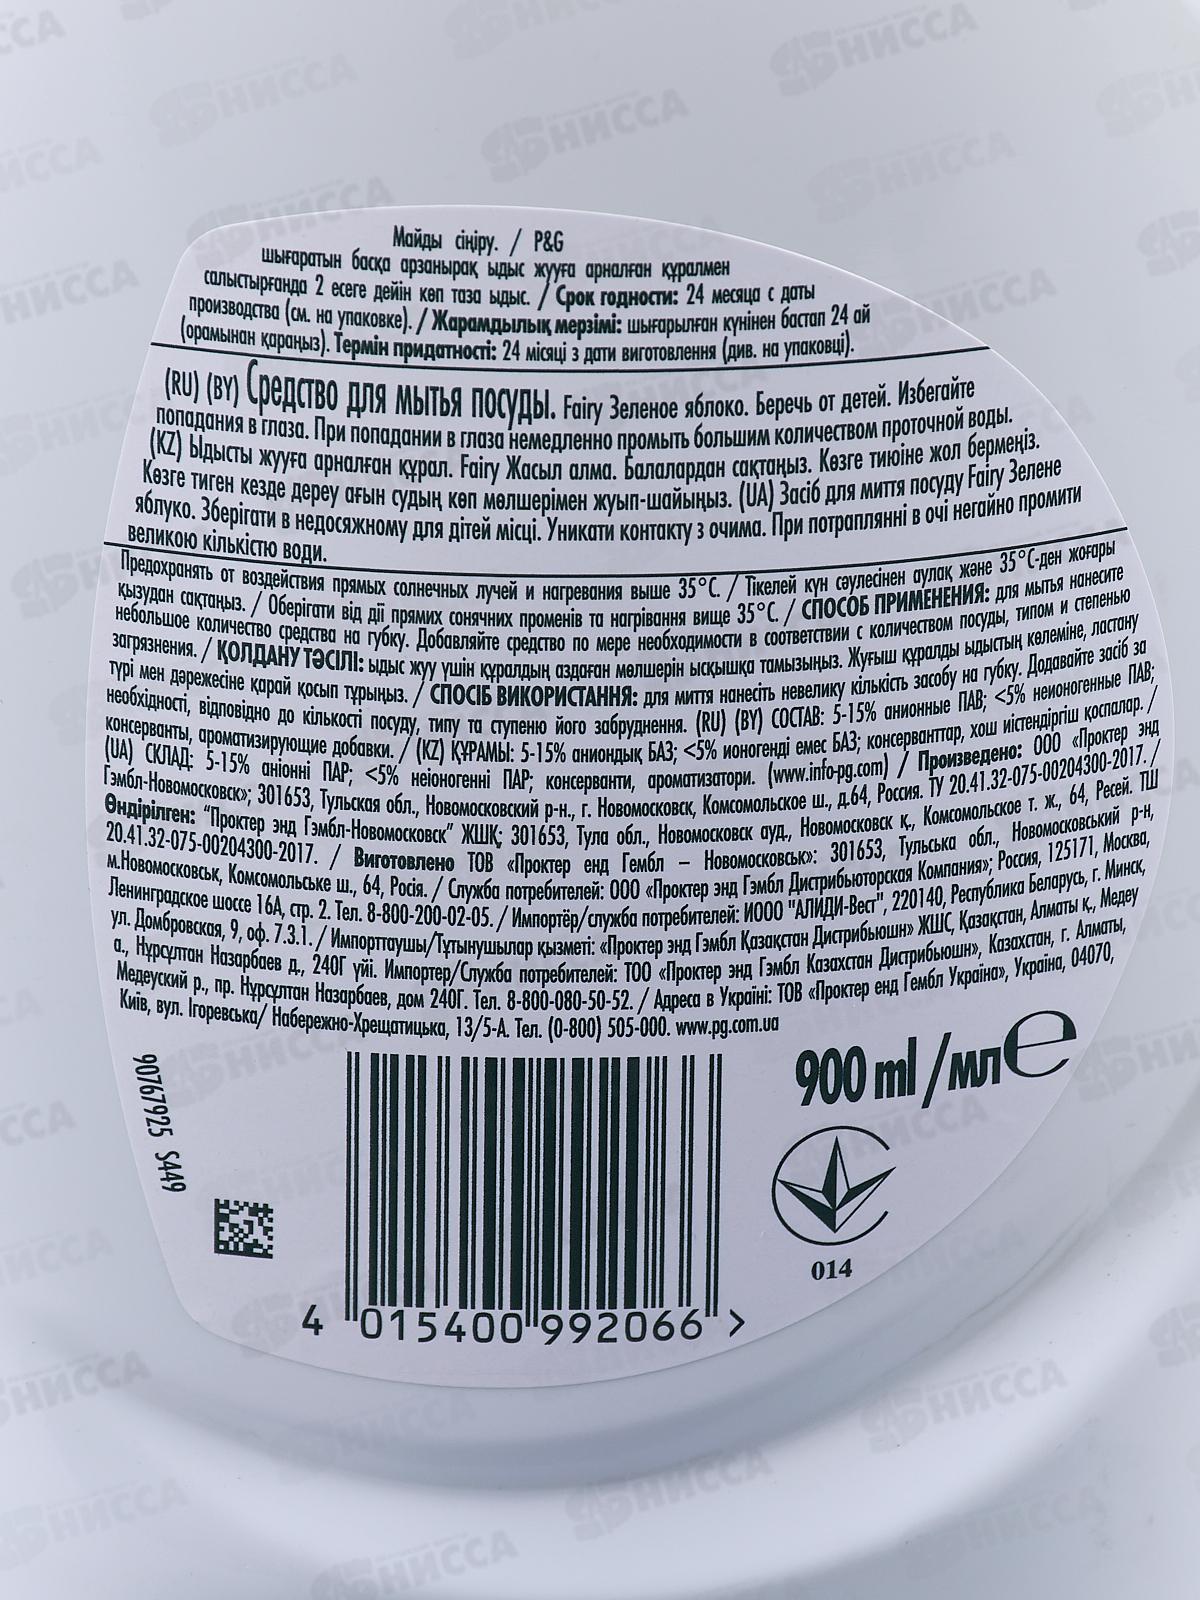 Майды сіңіру. / P&G
шығаратын басқа арзанырақ ыдыс жууға арналған құралмен
салыстырғанда 2 есеге дейін көп таза ыдыс. / Срок годности: 24 месяца с даты
производства (см. на упаковке). / Жарамдылық мерзімі: шығарылған күнінен бастап 24 ай
(орамынан қараңыз). Термін придатності: 24 місяці з дати виготовлення (див. на упаковці).
(RU) (BY) Средство для мытья посуды. Fairy Зеленое яблоко. Беречь от детей. Избегайте
попадания в глаза. При попадании в глаза немедленно промыть большим количеством проточной воды.
(KZ) Ыдысты жууға арналған құрал. Fairy Жасыл алма. Балалардан сақтаңыз. Көзге тиюіне жол бермеңіз.
Көзге тиген кезде дереу ағын судың көп мөлшерімен жуып-шайыңыз. (UA) Засіб для миття посуду Fairy Зелене
яблуко. Зберігати в недосяжному для дітей місці. Уникати контакту з очима. При потраплянні в очі негайно промити
великою кількістю води.
Предохранять от воздействия прямых солнечных лучей и нагревания выше 35°C. / Тікелей күн сәулесінен аулақ және 35°C-ден жоғары
қызудан сақтаңыз. / Оберігати від дії прямих сонячних променів та нагрівання вище 35°C. / СПОСОБ ПРИМЕНЕНИЯ: для мытья нанесите
небольшое количество средства на губку. Добавляйте средство по мере необходимости в соответствии с количеством посуды, типом и степенью
загрязнения. / ҚОЛДАНУ ТӘСІЛІ: ыдыс жуу үшін құралдың аздаған мөлшерін ысқышқа тамызыңыз. Жуғыш құралды ыдыстың көлеміне, ластану
түрі мен дәрежесіне қарай қосып тұрыңыз. / СПОСІБ ВИКОРИСТАННЯ: для миття нанесіть невелику кількість засобу на губку. Додавайте засіб за
необхідності, відповідно до кількості посуду, типу та ступеню його забруднення. (RU) (BY) СОСТАВ: 5-15% анионные ПАВ; <5% неионогенные ПАВ;
консерванты, ароматизирующие добавки. / (KZ) ҚҰРАМЫ: 5-15% аниондық БАЗ; <5% ионогенді емес БАЗ; консерванттар, хош иістендіргіш қоспалар. /
(UA) СКЛАД: 5-15% аніонні ПАР; <5% неіоногенні ПАР; консерванти, ароматизатори. (www.info-pg.com) / Произведено: ООО «Проктер энд
Гэмбл-Новомосковск»; 301653, Тульская обл., Новомосковский р-н., г. Новомосковск, Комсомольское ш., д.64, Россия. ТУ 20.41.32-075-00204300-2017. /
Өндірілген: "Проктер энд Гэмбл-Новомосковск" ЖШҚ; 301653, Тула обл., Новомосковск ауд., Новомосковск қ., Комсомольское т. ж., 64, Ресей. ТШ
20.41.32-075-00204300-2017. / Виготовлено ТОВ «Проктер енд Гембл – Новомосковськ»: 301653, Тульська обл., Новомосковський р-н,
м.Новомосковськ, Комсомольське ш., 64, Росія. / Служба потребителей: ООО «Проктер энд Гэмбл Дистрибьюторская Компания»; Россия, 125171, Москва,
Ленинградское шоссе 16А, стр. 2. Тел. 8-800-200-02-05. / Импортёр/служба потребителей: ИООО "АЛИДИ-Вест", 220140, Республика Беларусь, г. Минск,
ул. Домбровская, 9, оф. 7.3.1. / Импорттаушы/Тұтынушылар қызметі: «Проктер энд Гэмбл Қазақстан Дистрибьюшн» ЖШС, Қазақстан, Алматы қ., Медеу
а., Нұрсұлтан Назарбаев д., 240Г үйі. Импортер/Служба потребителей: ТОО «Проктер энд Гэмбл Казахстан Дистрибьюшн», Казахстан, г. Алматы,
Медеуский р., пр. Нұрсұлтан Назарбаев, дом 240Г. Тел. 8-800-080-50-52. / Адреса в Україні: ТОВ «Проктер енд Гембл Україна», Україна, 04070,
Київ, вул. Ігоревська/ Набережно-Хрещатицька, 13/5-А. Тел. (0-800) 505-000. www.pg.com.ua
900 ml /мл℮
90767925 S449
014
4 015400 992066 >
НИССА